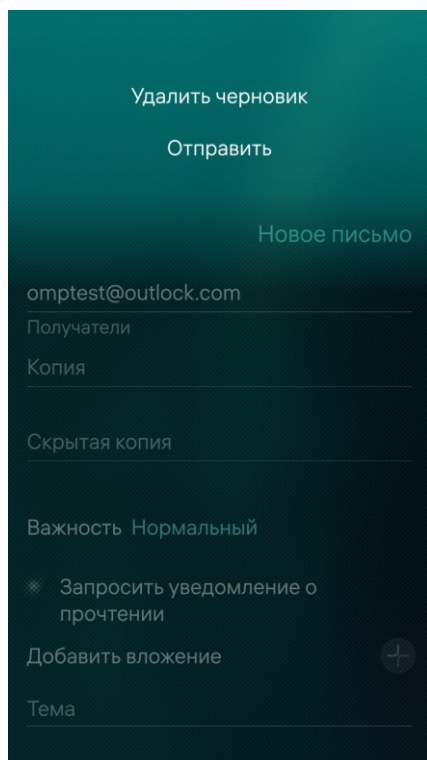 Удалить черновик
Отправить
Новое письмо
omptest@outlock.com
Получатели
Копия
Скрытая копия
Важность Нормальный
Запросить уведомление о
прочтении
Добавить вложение
Тема